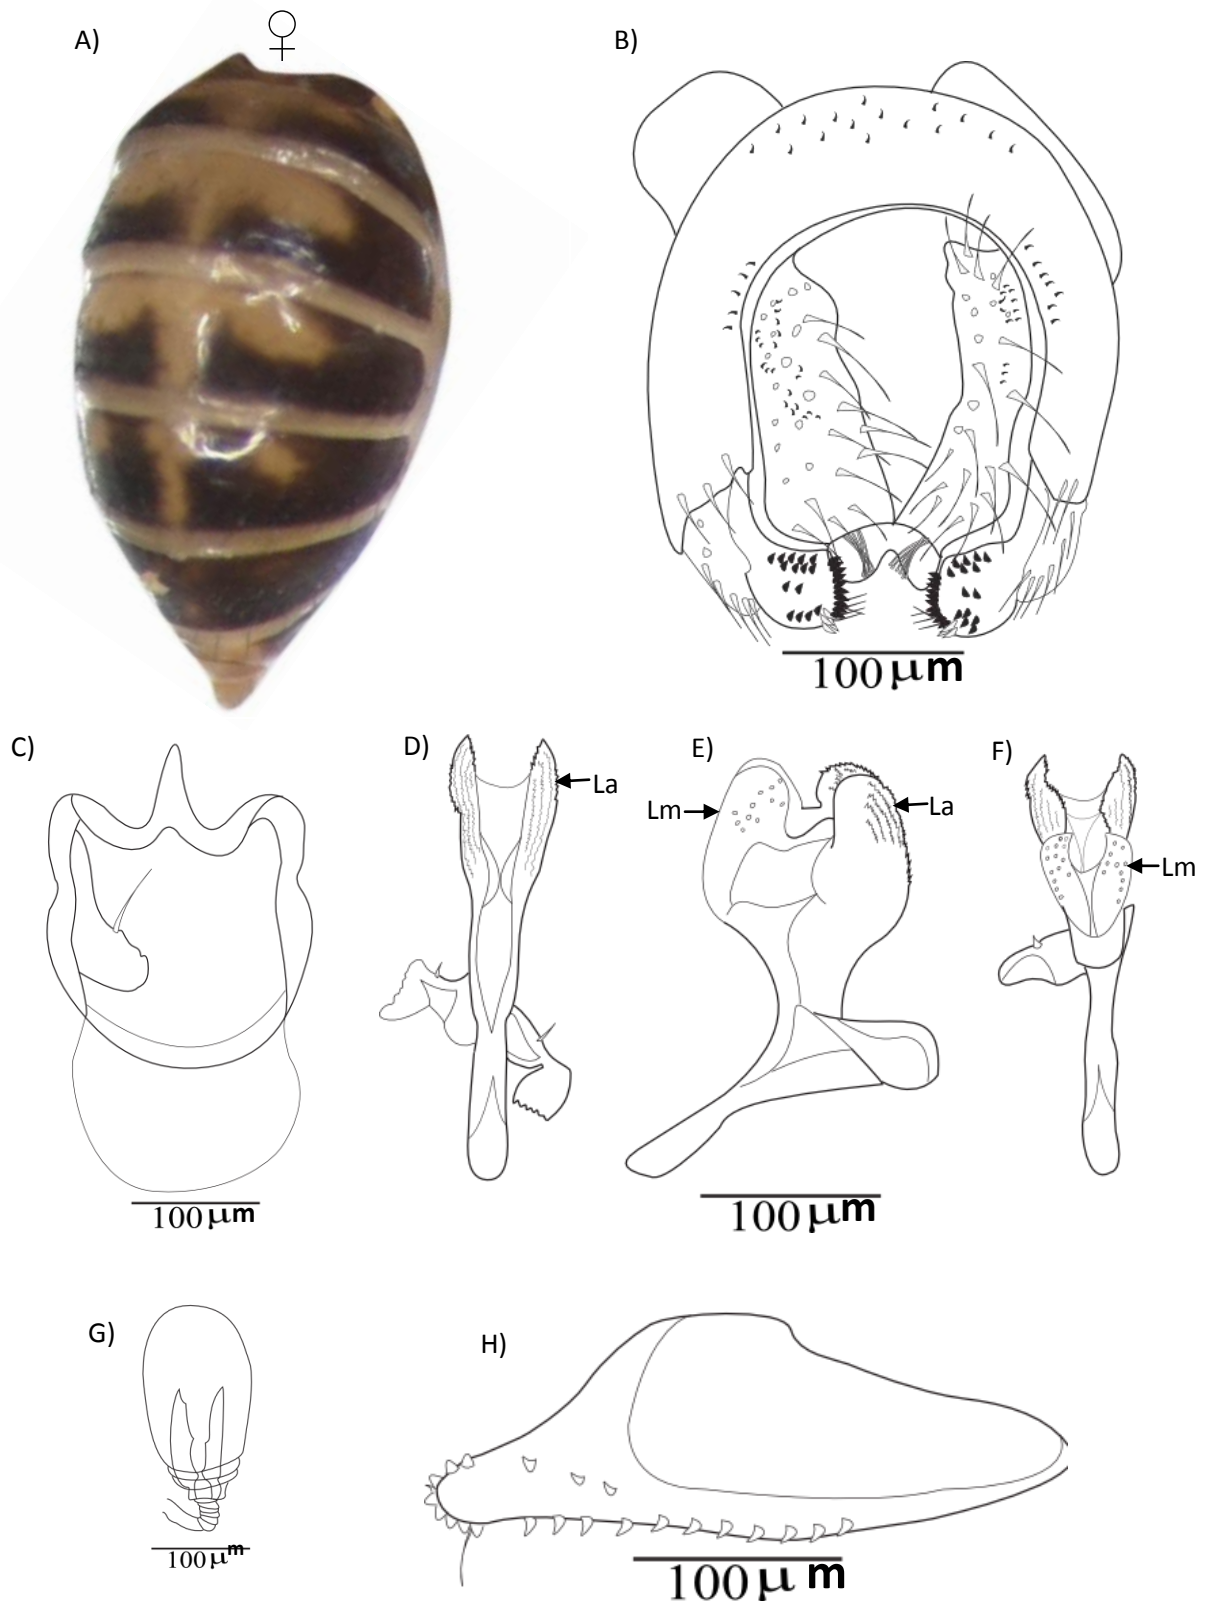 A) ♀ B)
100 μm
C) D) E) F)
La
Lm La
Lm
100 μm 100 μm
G) H)
100 μm 100 μm